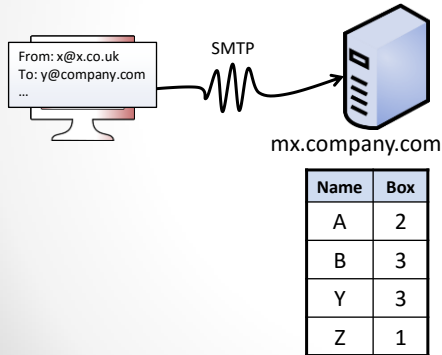 From: x@x.co.uk
To: y@company.com
...
SMTP
mx.company.com
Name Box
A 2
B 3
Y 3
Z 1